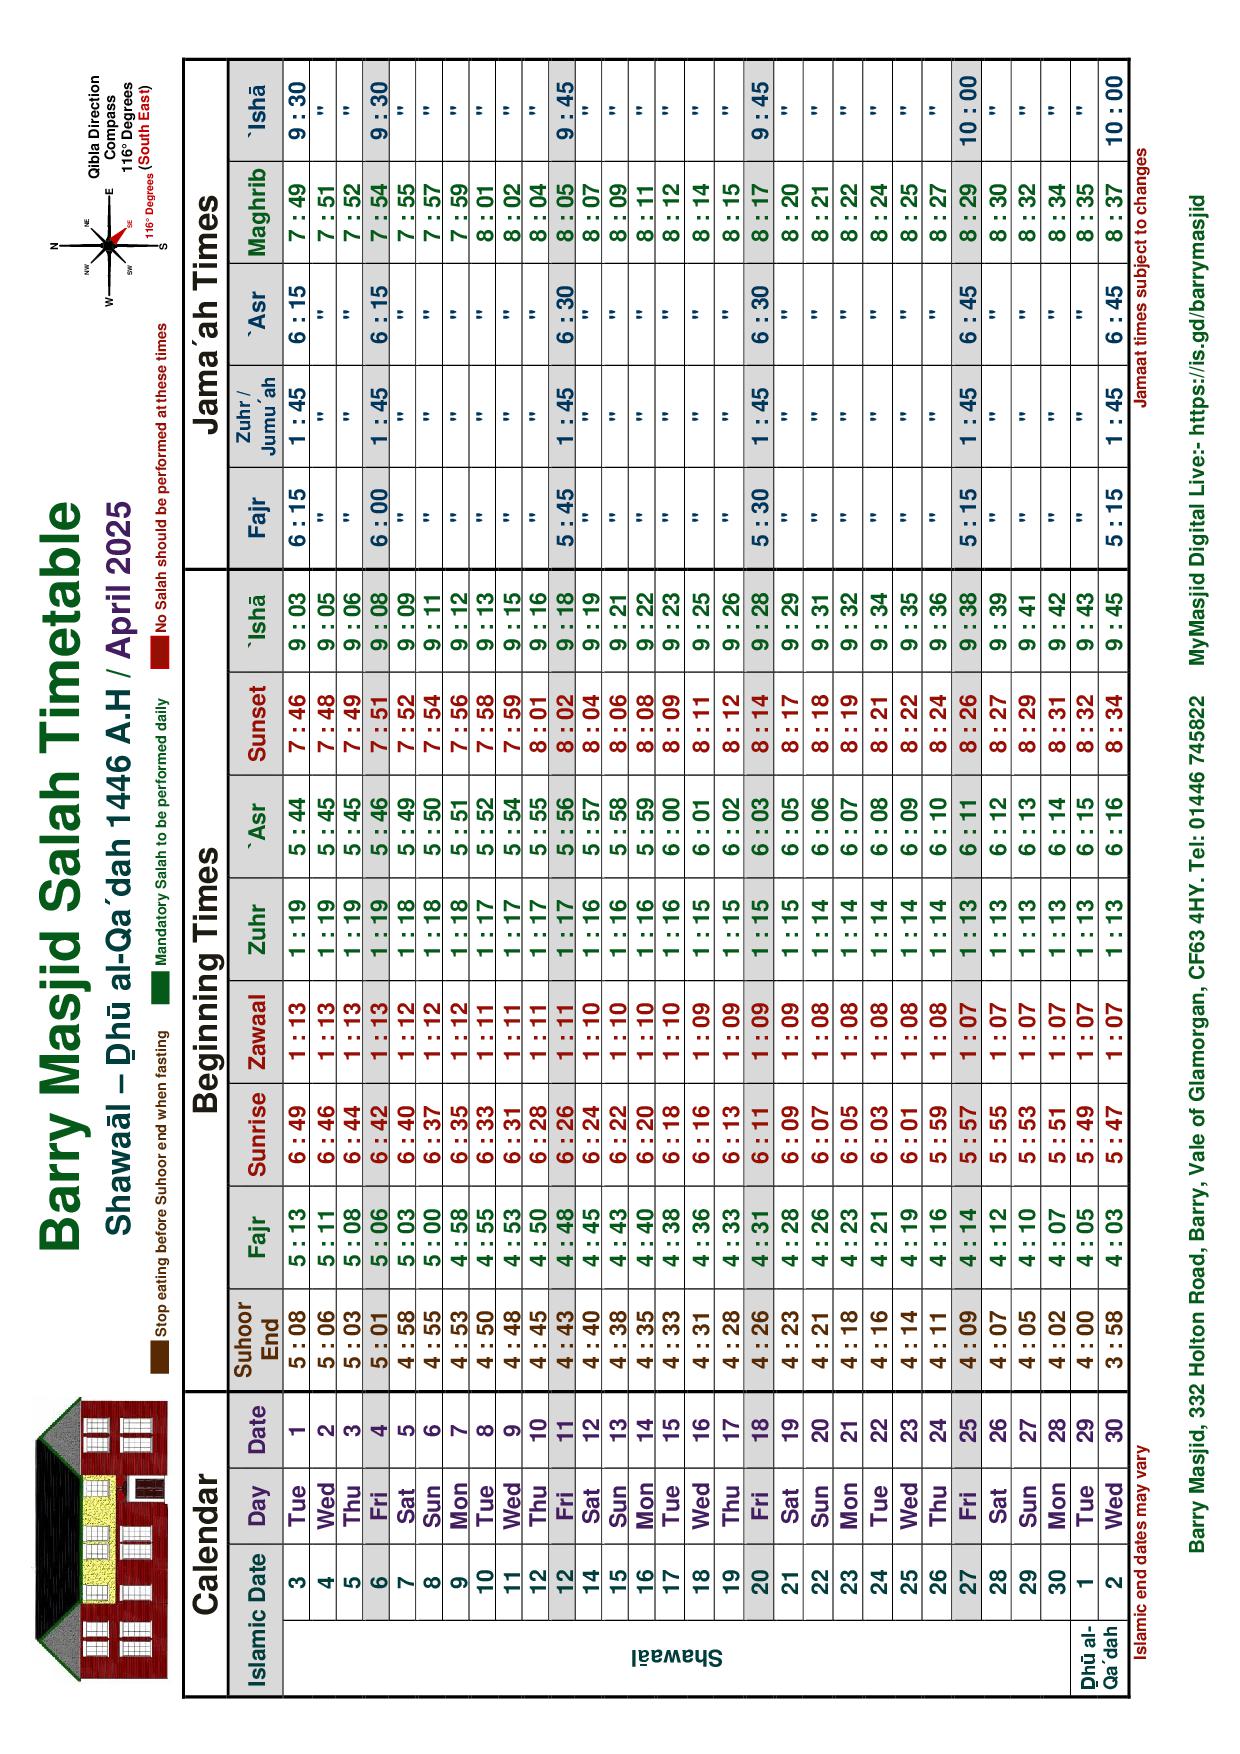 Barry Masjid Salah Timetable
Shawaāl – Ḏhū al-Qa´dah 1446 A.H / April 2025
Stop eating before Suhoor end when fasting Mandatory Salah to be performed daily No Salah should be performed at these times
N
NW NE
W E
SW SE
S
116° Degrees
Qibla Direction
Compass
116° Degrees
(South East)
Calendar Beginning Times Jama´ah Times
Islamic Date Day Date Suhoor End Fajr Sunrise Zawaal Zuhr `Asr Sunset `Ishā Fajr Zuhr / Jumu´ah `Asr Maghrib `Ishā
Shawaāl
3 Tue 1 5 : 08 5 : 13 6 : 49 1 : 13 1 : 19 5 : 44 7 : 46 9 : 03 6 : 15 1 : 45 6 : 15 7 : 49 9 : 30
4 Wed 2 5 : 06 5 : 11 6 : 46 1 : 13 1 : 19 5 : 45 7 : 48 9 : 05 " " " 7 : 51 "
5 Thu 3 5 : 03 5 : 08 6 : 44 1 : 13 1 : 19 5 : 45 7 : 49 9 : 06 " " " 7 : 52 "
6 Fri 4 5 : 01 5 : 06 6 : 42 1 : 13 1 : 19 5 : 46 7 : 51 9 : 08 6 : 00 1 : 45 6 : 15 7 : 54 9 : 30
7 Sat 5 4 : 58 5 : 03 6 : 40 1 : 12 1 : 18 5 : 49 7 : 52 9 : 09 " " " 7 : 55 "
8 Sun 6 4 : 55 5 : 00 6 : 37 1 : 12 1 : 18 5 : 50 7 : 54 9 : 11 " " " 7 : 57 "
9 Mon 7 4 : 53 4 : 58 6 : 35 1 : 12 1 : 18 5 : 51 7 : 56 9 : 12 " " " 7 : 59 "
10 Tue 8 4 : 50 4 : 55 6 : 33 1 : 11 1 : 17 5 : 52 7 : 58 9 : 13 " " " 8 : 01 "
11 Wed 9 4 : 48 4 : 53 6 : 31 1 : 11 1 : 17 5 : 54 7 : 59 9 : 15 " " " 8 : 02 "
12 Thu 10 4 : 45 4 : 50 6 : 28 1 : 11 1 : 17 5 : 55 8 : 01 9 : 16 " " " 8 : 04 "
12 Fri 11 4 : 43 4 : 48 6 : 26 1 : 11 1 : 17 5 : 56 8 : 02 9 : 18 5 : 45 1 : 45 6 : 30 8 : 05 9 : 45
14 Sat 12 4 : 40 4 : 45 6 : 24 1 : 10 1 : 16 5 : 57 8 : 04 9 : 19 " " " 8 : 07 "
15 Sun 13 4 : 38 4 : 43 6 : 22 1 : 10 1 : 16 5 : 58 8 : 06 9 : 21 " " " 8 : 09 "
16 Mon 14 4 : 35 4 : 40 6 : 20 1 : 10 1 : 16 5 : 59 8 : 08 9 : 22 " " " 8 : 11 "
17 Tue 15 4 : 33 4 : 38 6 : 18 1 : 10 1 : 16 6 : 00 8 : 09 9 : 23 " " " 8 : 12 "
18 Wed 16 4 : 31 4 : 36 6 : 16 1 : 09 1 : 15 6 : 01 8 : 11 9 : 25 " " " 8 : 14 "
19 Thu 17 4 : 28 4 : 33 6 : 13 1 : 09 1 : 15 6 : 02 8 : 12 9 : 26 " " " 8 : 15 "
20 Fri 18 4 : 26 4 : 31 6 : 11 1 : 09 1 : 15 6 : 03 8 : 14 9 : 28 5 : 30 1 : 45 6 : 30 8 : 17 9 : 45
21 Sat 19 4 : 23 4 : 28 6 : 09 1 : 09 1 : 15 6 : 05 8 : 17 9 : 29 " " " 8 : 20 "
22 Sun 20 4 : 21 4 : 26 6 : 07 1 : 08 1 : 14 6 : 06 8 : 18 9 : 31 " " " 8 : 21 "
23 Mon 21 4 : 18 4 : 23 6 : 05 1 : 08 1 : 14 6 : 07 8 : 19 9 : 32 " " " 8 : 22 "
24 Tue 22 4 : 16 4 : 21 6 : 03 1 : 08 1 : 14 6 : 08 8 : 21 9 : 34 " " " 8 : 24 "
25 Wed 23 4 : 14 4 : 19 6 : 01 1 : 08 1 : 14 6 : 09 8 : 22 9 : 35 " " " 8 : 25 "
26 Thu 24 4 : 11 4 : 16 5 : 59 1 : 08 1 : 14 6 : 10 8 : 24 9 : 36 " " " 8 : 27 "
27 Fri 25 4 : 09 4 : 14 5 : 57 1 : 07 1 : 13 6 : 11 8 : 26 9 : 38 5 : 15 1 : 45 6 : 45 8 : 29 10 : 00
28 Sat 26 4 : 07 4 : 12 5 : 55 1 : 07 1 : 13 6 : 12 8 : 27 9 : 39 " " " 8 : 30 "
29 Sun 27 4 : 05 4 : 10 5 : 53 1 : 07 1 : 13 6 : 13 8 : 29 9 : 41 " " " 8 : 32 "
30 Mon 28 4 : 02 4 : 07 5 : 51 1 : 07 1 : 13 6 : 14 8 : 31 9 : 42 " " " 8 : 34 "
Ḏhū al-Qa´dah
1 Tue 29 4 : 00 4 : 05 5 : 49 1 : 07 1 : 13 6 : 15 8 : 32 9 : 43 " " " 8 : 35 "
2 Wed 30 3 : 58 4 : 03 5 : 47 1 : 07 1 : 13 6 : 16 8 : 34 9 : 45 5 : 15 1 : 45 6 : 45 8 : 37 10 : 00
Islamic end dates may vary Jamaat times subject to changes
Barry Masjid, 332 Holton Road, Barry, Vale of Glamorgan, CF63 4HY. Tel: 01446 745822 MyMasjid Digital Live:- https://is.gd/barrymasjid